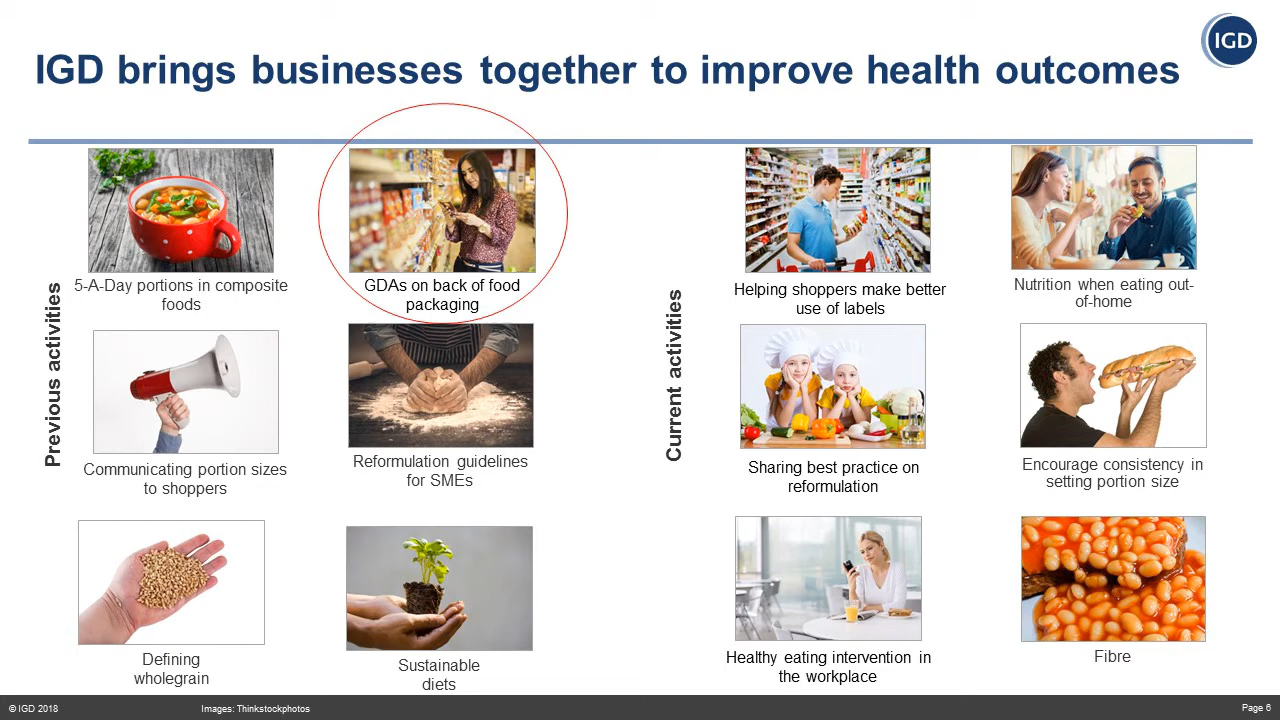 IGD
IGD brings businesses together to improve health outcomes
Previous activities
5-A-Day portions in composite
foods
GDAs on back of food
packaging
Communicating portion sizes
to shoppers
Reformulation guidelines
for SMEs
Defining
wholegrain
Sustainable
diets
Current activities
Helping shoppers make better
use of labels
Nutrition when eating out-
of-home
Sharing best practice on
reformulation
Encourage consistency in
setting portion size
Healthy eating intervention in
the workplace
Fibre
© IGD 2018
Images: Thinkstockphotos
Page 6